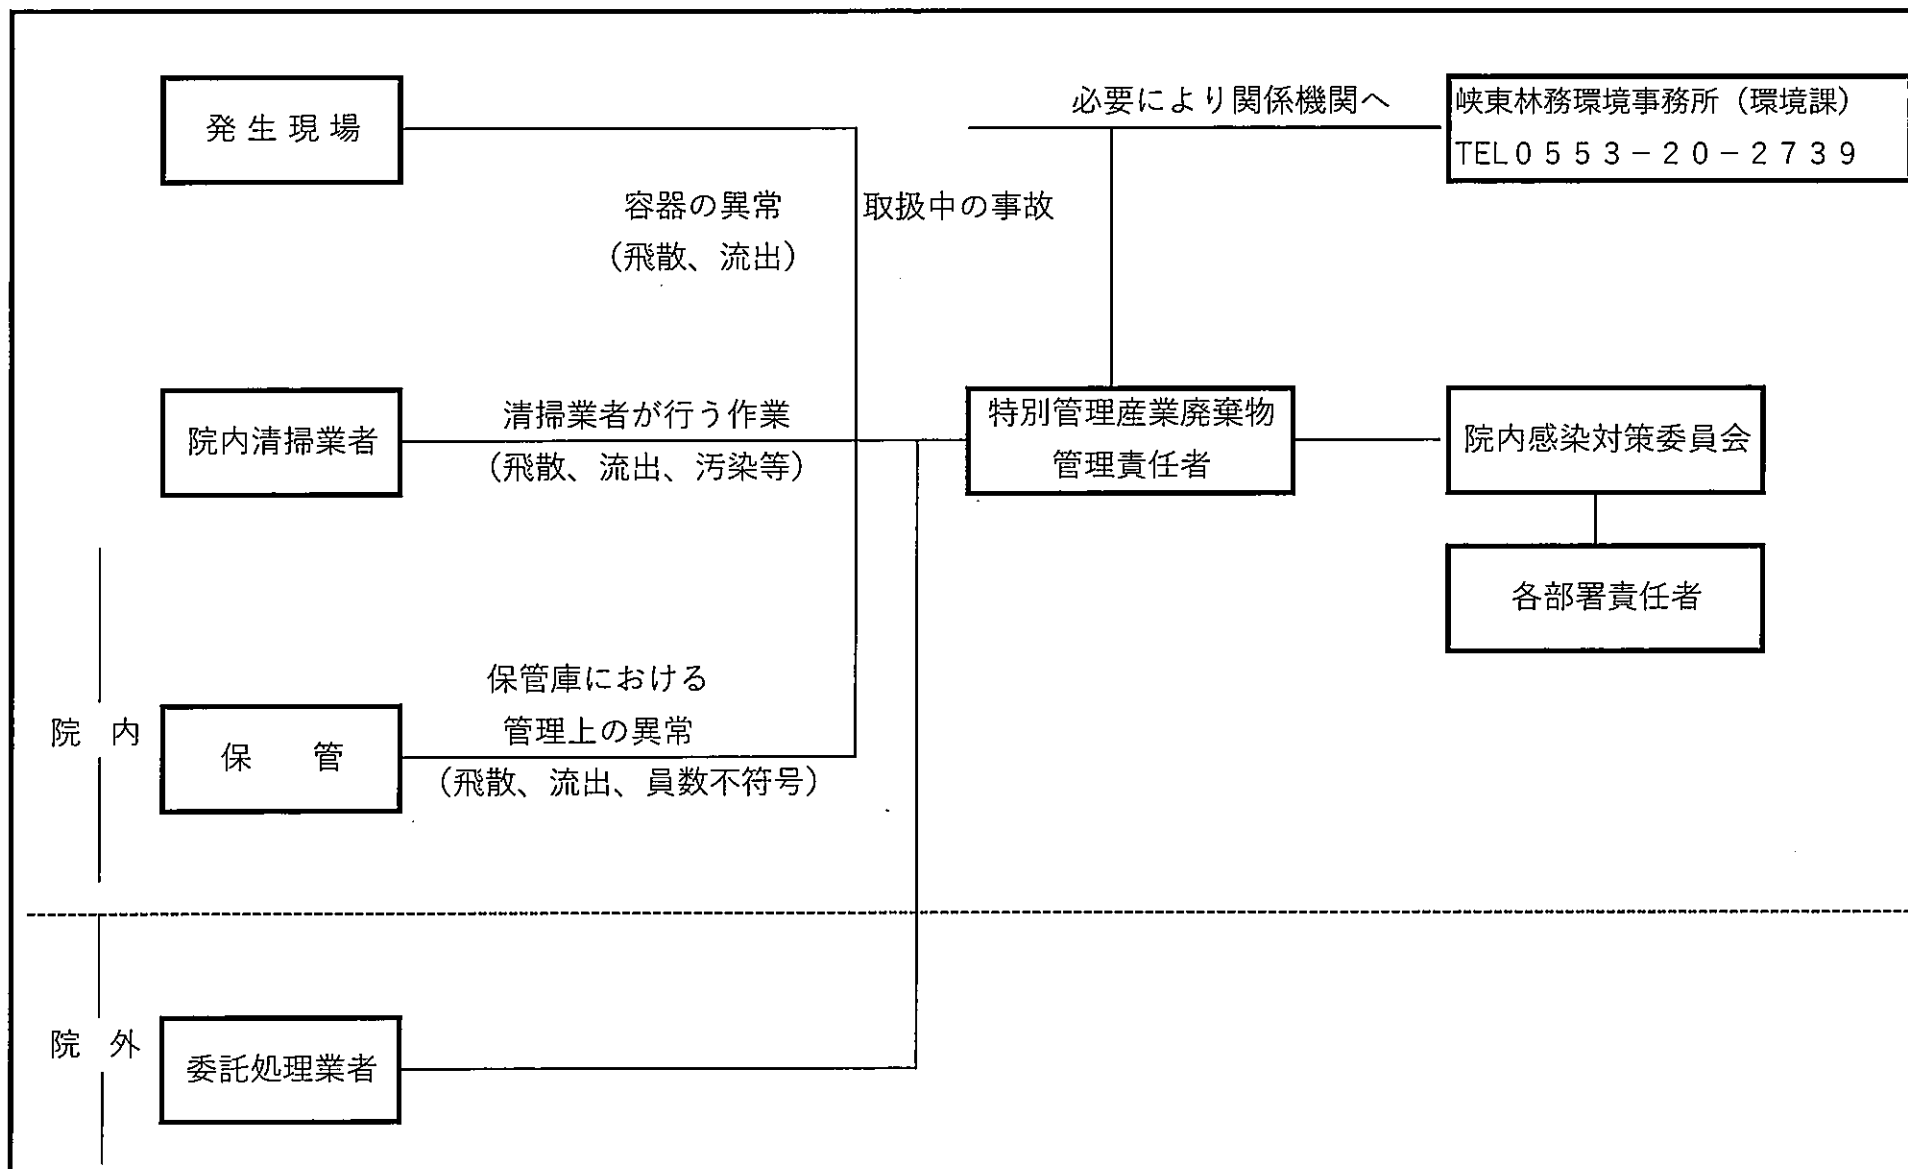 発生現場
必要により関係機関へ
峡東林務環境事務所（環境課）
TEL0553-20-2739
容器の異常
（飛散、流出）
取扱中の事故
院内清掃業者
清掃業者が行う作業
（飛散、流出、汚染等）
特別管理産業廃棄物
管理責任者
院内感染対策委員会
各部署責任者
院内
保管
保管庫における
管理上の異常
（飛散、流出、員数不符号）
院外
委託処理業者